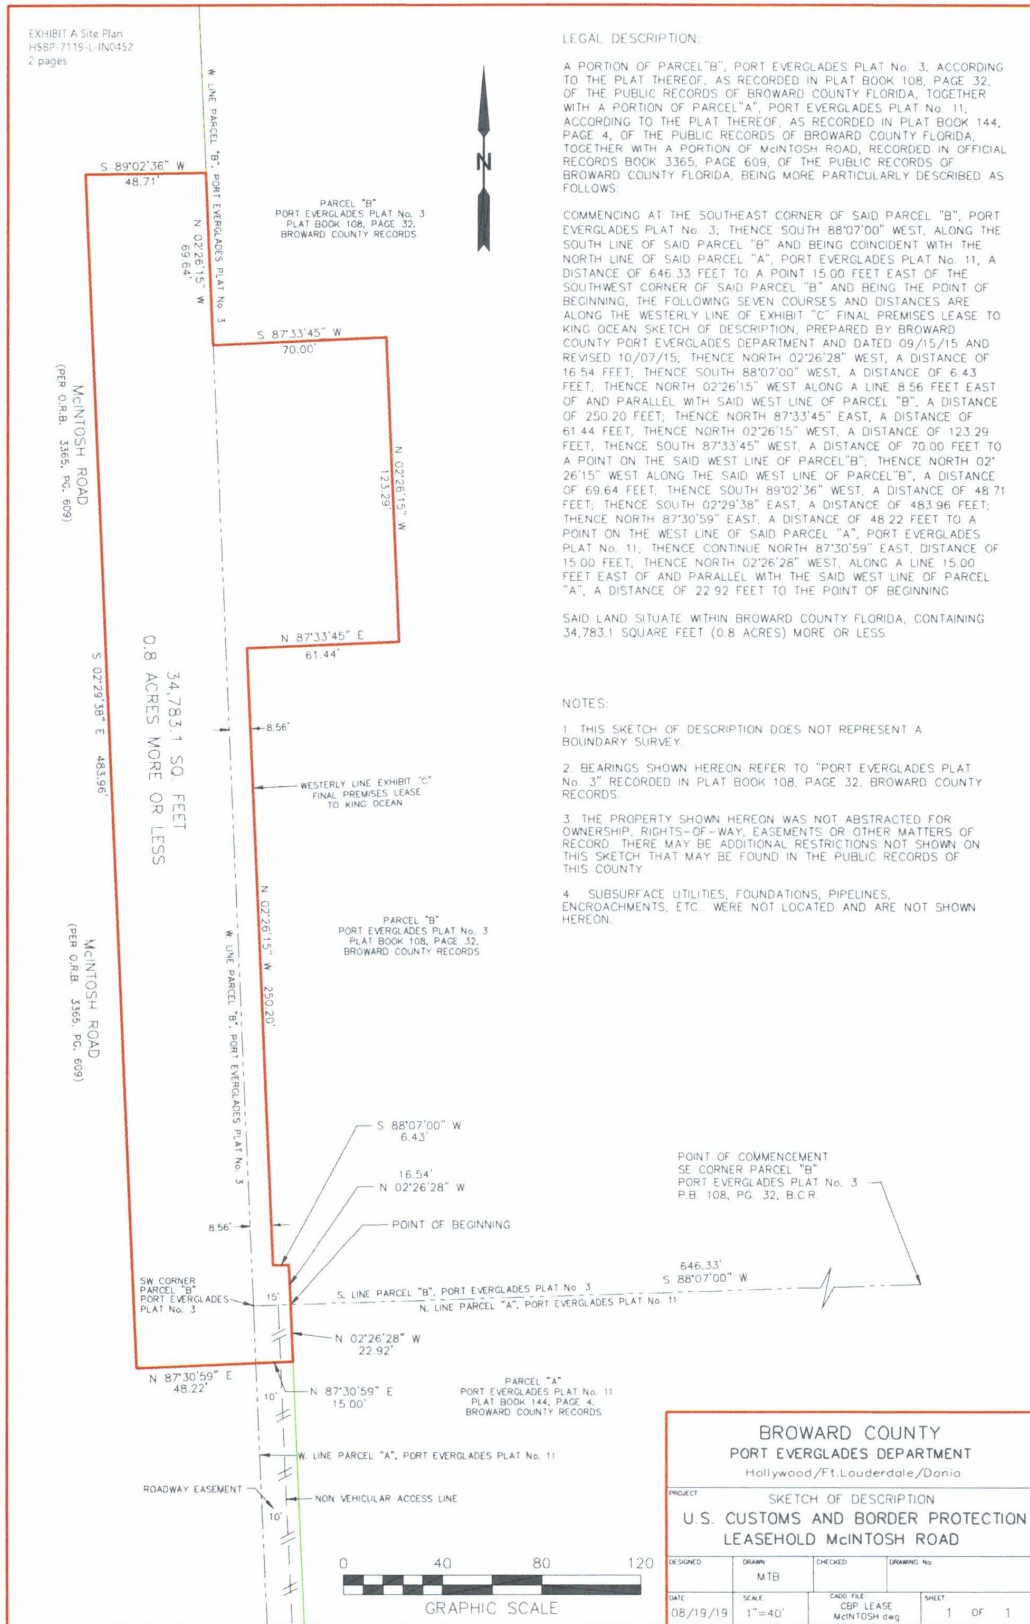 EXHIBIT A Site Plan
HSBP-7119-L-IN0452
2 pages
LEGAL DESCRIPTION:
A PORTION OF PARCEL"B", PORT EVERGLADES PLAT No. 3, ACCORDING
TO THE PLAT THEREOF, AS RECORDED IN PLAT BOOK 108, PAGE 32,
OF THE PUBLIC RECORDS OF BROWARD COUNTY FLORIDA, TOGETHER
WITH A PORTION OF PARCEL"A", PORT EVERGLADES PLAT No. 11,
ACCORDING TO THE PLAT THEREOF, AS RECORDED IN PLAT BOOK 144,
PAGE 4, OF THE PUBLIC RECORDS OF BROWARD COUNTY FLORIDA,
TOGETHER WITH A PORTION OF McINTOSH ROAD, RECORDED IN OFFICIAL
RECORDS BOOK 3365, PAGE 609, OF THE PUBLIC RECORDS OF
BROWARD COUNTY FLORIDA, BEING MORE PARTICULARLY DESCRIBED AS
FOLLOWS:
COMMENCING AT THE SOUTHEAST CORNER OF SAID PARCEL "B", PORT
EVERGLADES PLAT No. 3; THENCE SOUTH 88°07'00" WEST, ALONG THE
SOUTH LINE OF SAID PARCEL "B" AND BEING COINCIDENT WITH THE
NORTH LINE OF SAID PARCEL "A", PORT EVERGLADES PLAT No. 11, A
DISTANCE OF 646.33 FEET TO A POINT 15.00 FEET EAST OF THE
SOUTHWEST CORNER OF SAID PARCEL "B" AND BEING THE POINT OF
BEGINNING, THE FOLLOWING SEVEN COURSES AND DISTANCES ARE
ALONG THE WESTERLY LINE OF EXHIBIT "C" FINAL PREMISES LEASE TO
KING OCEAN SKETCH OF DESCRIPTION, PREPARED BY BROWARD
COUNTY PORT EVERGLADES DEPARTMENT AND DATED 09/15/15 AND
REVISED 10/07/15; THENCE NORTH 02°26'28" WEST, A DISTANCE OF
16.54 FEET; THENCE SOUTH 88°07'00" WEST, A DISTANCE OF 6.43
FEET; THENCE NORTH 02°26'15" WEST ALONG A LINE 8.56 FEET EAST
OF AND PARALLEL WITH SAID WEST LINE OF PARCEL "B", A DISTANCE
OF 250.20 FEET; THENCE NORTH 87°33'45" EAST, A DISTANCE OF
61.44 FEET, THENCE NORTH 02°26'15" WEST, A DISTANCE OF 123.29
FEET, THENCE SOUTH 87°33'45" WEST, A DISTANCE OF 70.00 FEET TO
A POINT ON THE SAID WEST LINE OF PARCEL"B"; THENCE NORTH 02°
26'15" WEST ALONG THE SAID WEST LINE OF PARCEL"B", A DISTANCE
OF 69.64 FEET; THENCE SOUTH 89°02'36" WEST, A DISTANCE OF 48.71
FEET; THENCE SOUTH 02°29'38" EAST, A DISTANCE OF 483.96 FEET;
THENCE NORTH 87°30'59" EAST, A DISTANCE OF 48.22 FEET TO A
POINT ON THE WEST LINE OF SAID PARCEL "A", PORT EVERGLADES
PLAT No. 11; THENCE CONTINUE NORTH 87°30'59" EAST, DISTANCE OF
15.00 FEET; THENCE NORTH 02°26'28" WEST, ALONG A LINE 15.00
FEET EAST OF AND PARALLEL WITH THE SAID WEST LINE OF PARCEL
"A", A DISTANCE OF 22.92 FEET TO THE POINT OF BEGINNING
SAID LAND SITUATE WITHIN BROWARD COUNTY FLORIDA, CONTAINING
34,783.1 SQUARE FEET (0.8 ACRES) MORE OR LESS.
NOTES:
1. THIS SKETCH OF DESCRIPTION DOES NOT REPRESENT A
BOUNDARY SURVEY.
2. BEARINGS SHOWN HEREON REFER TO "PORT EVERGLADES PLAT
No. 3" RECORDED IN PLAT BOOK 108, PAGE 32, BROWARD COUNTY
RECORDS.
3. THE PROPERTY SHOWN HEREON WAS NOT ABSTRACTED FOR
OWNERSHIP, RIGHTS-OF-WAY, EASEMENTS OR OTHER MATTERS OF
RECORD. THERE MAY BE ADDITIONAL RESTRICTIONS NOT SHOWN ON
THIS SKETCH THAT MAY BE FOUND IN THE PUBLIC RECORDS OF
THIS COUNTY.
4. SUBSURFACE UTILITIES, FOUNDATIONS, PIPELINES,
ENCROACHMENTS, ETC.. WERE NOT LOCATED AND ARE NOT SHOWN
HEREON.
W. LINE PARCEL "B", PORT EVERGLADES PLAT No. 3
S 89°02'36" W
48.71'
N
N 02°26'15" W
69.64'
PARCEL "B"
PORT EVERGLADES PLAT No. 3
PLAT BOOK 108, PAGE 32,
BROWARD COUNTY RECORDS
S 87°33'45" W
70.00'
McINTOSH ROAD
(PER O.R.B. 3365, PG. 609)
N 02°26'15" W
123.29'
N 87°33'45" E
61.44'
34,783.1 SQ FEET
0.8 ACRES MORE OR LESS
S 02°29'38" E 483.96'
8.56'
WESTERLY LINE EXHIBIT "C"
FINAL PREMISES LEASE
TO KING OCEAN
N 02°26'15" W 250.20'
PARCEL "B"
PORT EVERGLADES PLAT No. 3
PLAT BOOK 108, PAGE 32,
BROWARD COUNTY RECORDS
McINTOSH ROAD
(PER O.R.B. 3365, PG. 609)
W. LINE PARCEL "B", PORT EVERGLADES PLAT No. 3
S 88°07'00" W
6.43'
16.54'
N 02°26'28" W
8.56'
POINT OF BEGINNING
POINT OF COMMENCEMENT
SE CORNER PARCEL "B"
PORT EVERGLADES PLAT No. 3
P.B. 108, PG. 32, B.C.R.
646.33'
S 88°07'00" W
SW CORNER
PARCEL "B"
PORT EVERGLADES
PLAT No. 3
15'
S. LINE PARCEL "B", PORT EVERGLADES PLAT No 3
N. LINE PARCEL "A", PORT EVERGLADES PLAT No. 11
N 02°26'28" W
22.92'
N 87°30'59" E
48.22'
10'
N 87°30'59" E
15.00'
PARCEL "A"
PORT EVERGLADES PLAT No. 11
PLAT BOOK 144, PAGE 4,
BROWARD COUNTY RECORDS
W. LINE PARCEL "A", PORT EVERGLADES PLAT No. 11
ROADWAY EASEMENT
NON VEHICULAR ACCESS LINE
10'
0 40 80 120
GRAPHIC SCALE
BROWARD COUNTY
PORT EVERGLADES DEPARTMENT
Hollywood/Ft.Lauderdale/Dania
PROJECT
SKETCH OF DESCRIPTION
U.S. CUSTOMS AND BORDER PROTECTION
LEASEHOLD McINTOSH ROAD
DESIGNED DRAWN CHECKED DRAWING No:
MTB
DATE SCALE CADD FILE: SHEET
08/19/19 1"=40' CBP LEASE McINTOSH dwg 1 OF 1